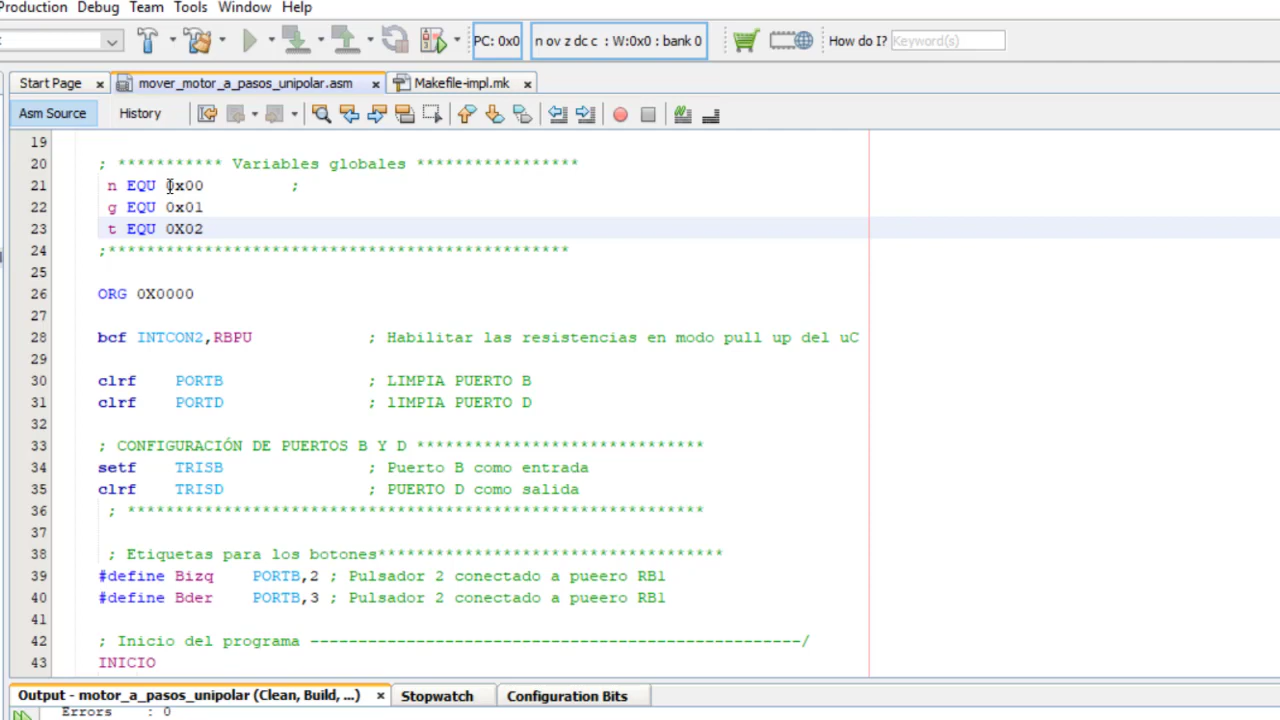 Production Debug Team Tools Window Help
PC: 0x0 n ov z dc c : W:0x0 : bank 0 How do I? Keyword(s)
Start Page mover_motor_a_pasos_unipolar.asm Makefile-impl.mk
Asm Source History
19
20 ; *********** Variables globales *****************
21 n EQU 0x00 ;
22 g EQU 0x01
23 t EQU 0X02
24 ;************************************************
25
26 ORG 0X0000
27
28 bcf INTCON2,RBPU ; Habilitar las resistencias en modo pull up del uC
29
30 clrf PORTB ; LIMPIA PUERTO B
31 clrf PORTD ; lIMPIA PUERTO D
32
33 ; CONFIGURACIÓN DE PUERTOS B Y D ******************************
34 setf TRISB ; Puerto B como entrada
35 clrf TRISD ; PUERTO D como salida
36 ; ************************************************************
37
38 ; Etiquetas para los botones************************************
39 #define Bizq PORTB,2 ; Pulsador 2 conectado a pueero RB1
40 #define Bder PORTB,3 ; Pulsador 2 conectado a pueero RB1
41
42 ; Inicio del programa ---------------------------------------------------/
43 INICIO
Output - motor_a_pasos_unipolar (Clean, Build, ...) Stopwatch Configuration Bits
Errors : 0